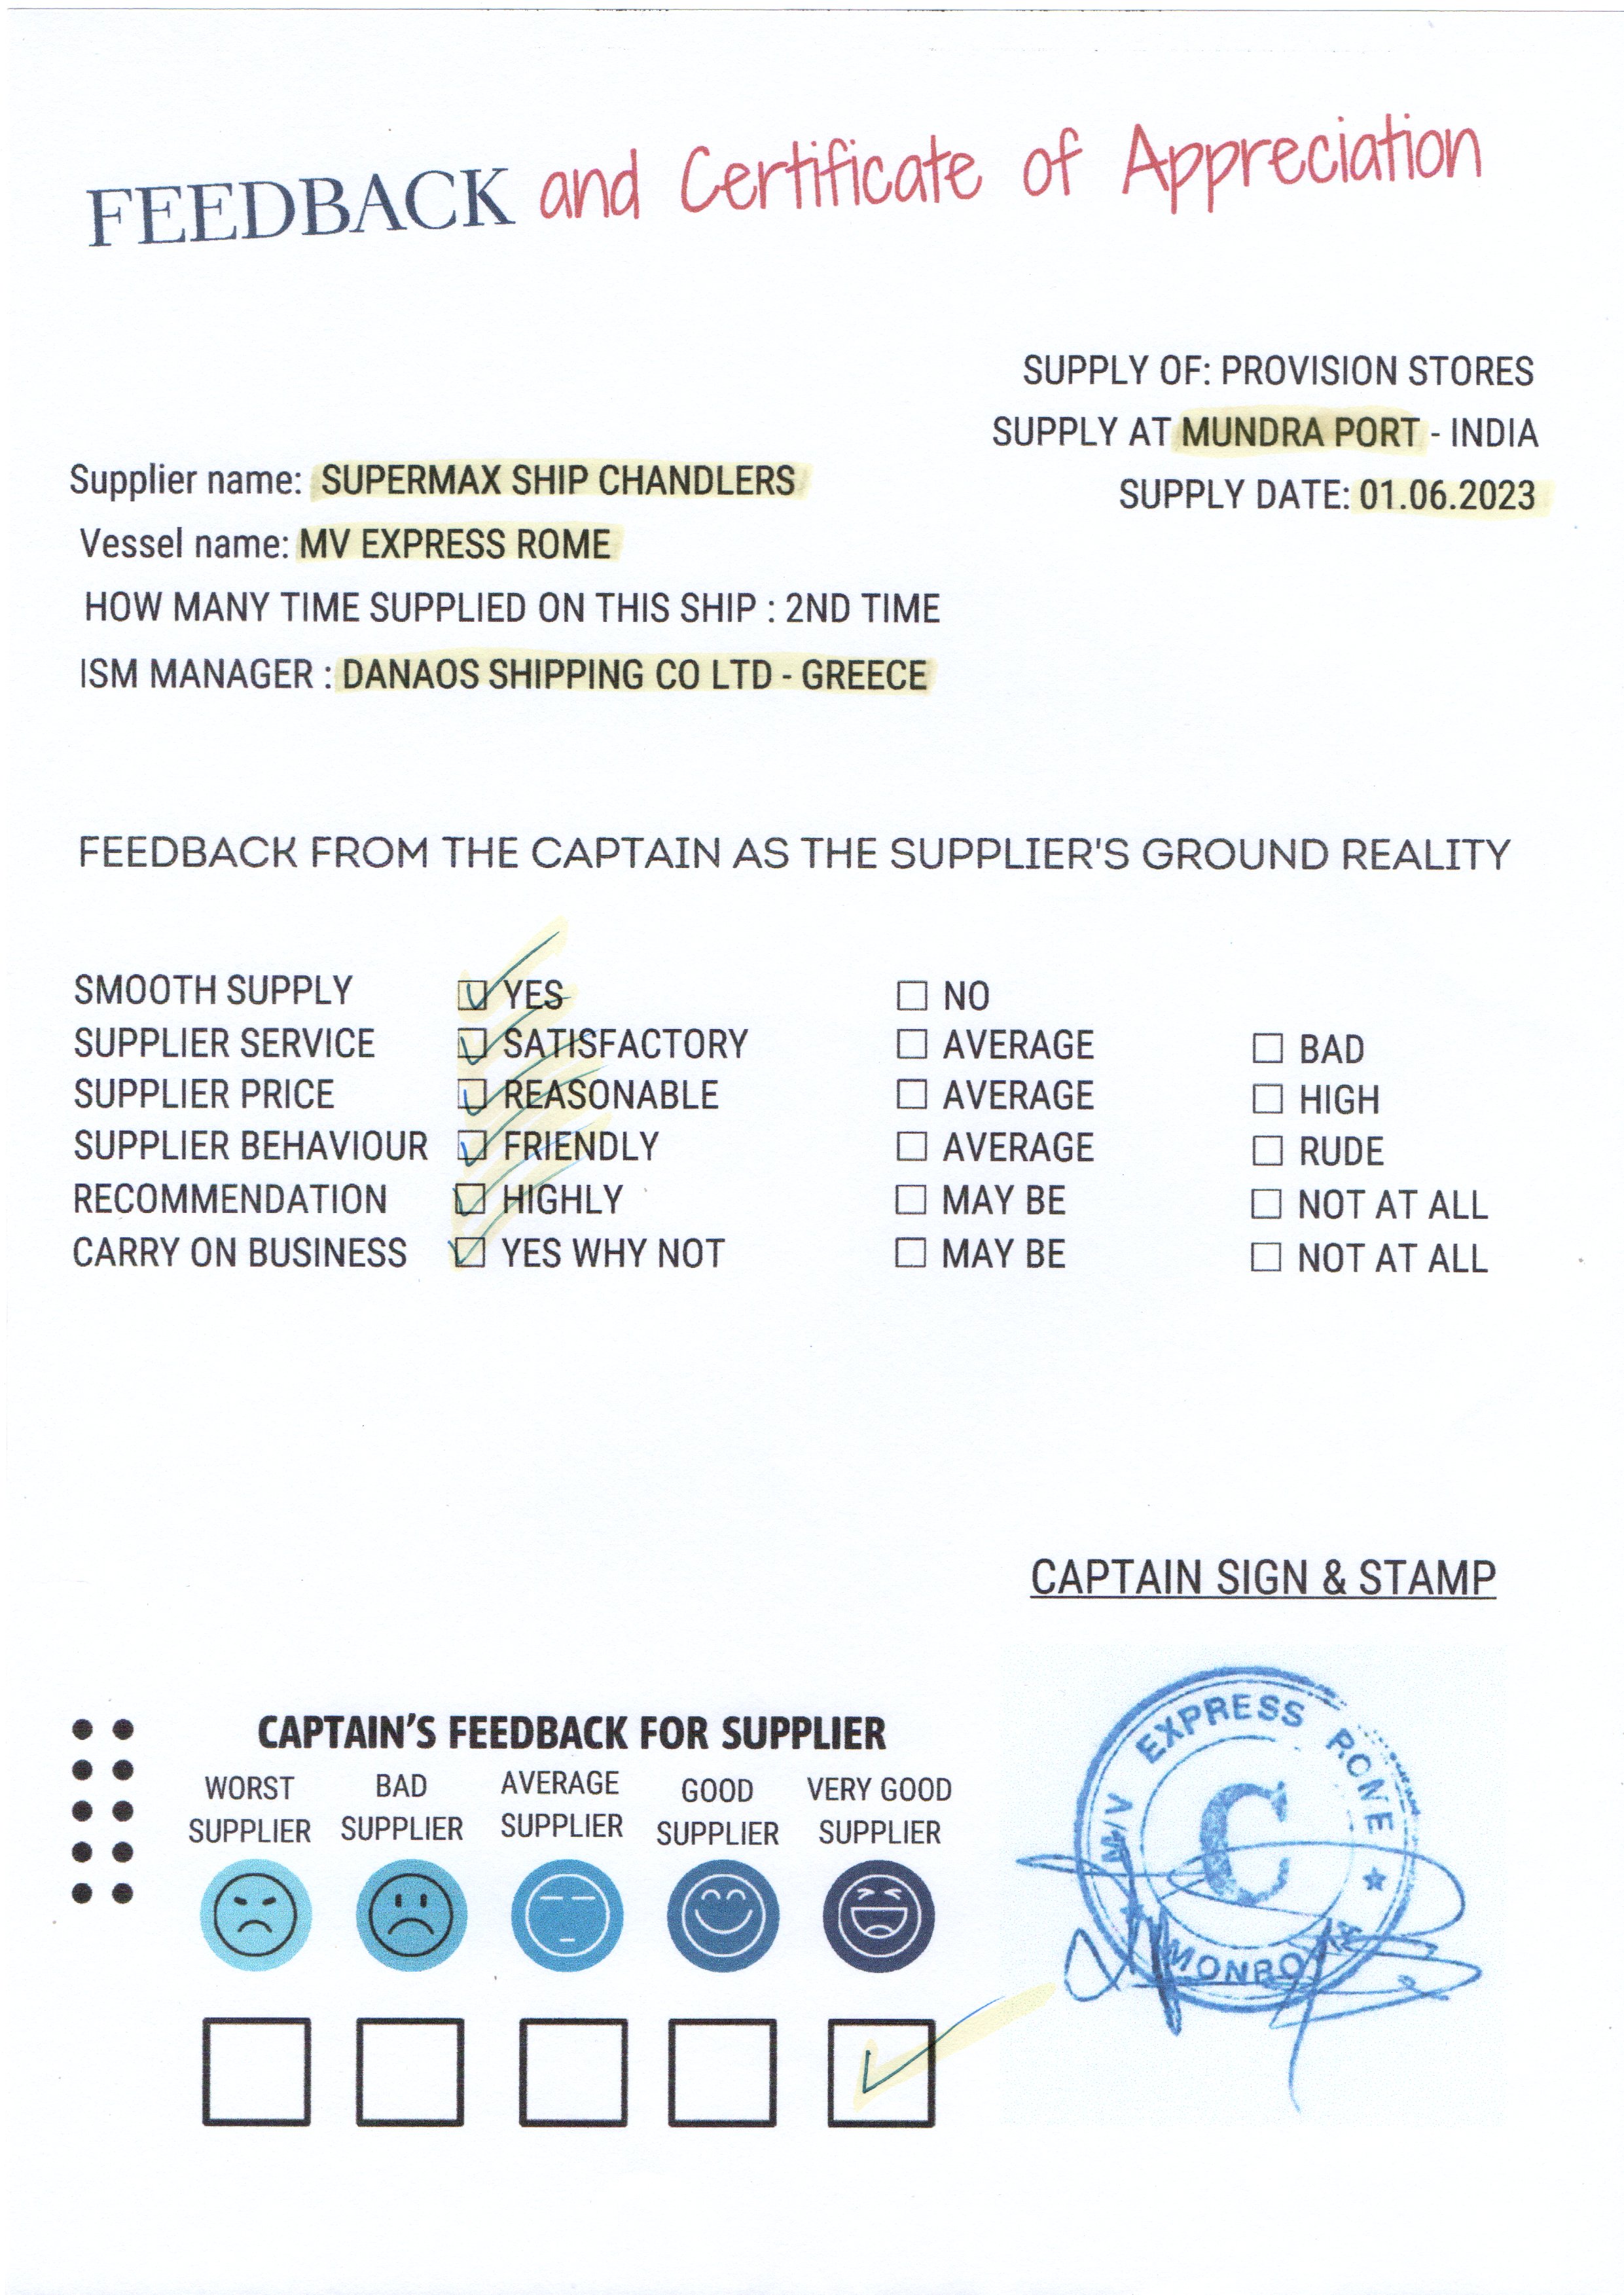 FEEDBACK and Certificate of Appreciation
SUPPLY OF: PROVISION STORES
SUPPLY AT MUNDRA PORT - INDIA
SUPPLY DATE: 01.06.2023
Supplier name: SUPERMAX SHIP CHANDLERS
Vessel name: MV EXPRESS ROME
HOW MANY TIME SUPPLIED ON THIS SHIP : 2ND TIME
ISM MANAGER : DANAOS SHIPPING CO LTD - GREECE
FEEDBACK FROM THE CAPTAIN AS THE SUPPLIER'S GROUND REALITY
SMOOTH SUPPLY YES NO
SUPPLIER SERVICE SATISFACTORY AVERAGE BAD
SUPPLIER PRICE REASONABLE AVERAGE HIGH
SUPPLIER BEHAVIOUR FRIENDLY AVERAGE RUDE
RECOMMENDATION HIGHLY MAY BE NOT AT ALL
CARRY ON BUSINESS YES WHY NOT MAY BE NOT AT ALL
CAPTAIN SIGN & STAMP
CAPTAIN'S FEEDBACK FOR SUPPLIER
WORST SUPPLIER
BAD SUPPLIER
AVERAGE SUPPLIER
GOOD SUPPLIER
VERY GOOD SUPPLIER
M/V EXPRESS ROME
C
MONROVIA